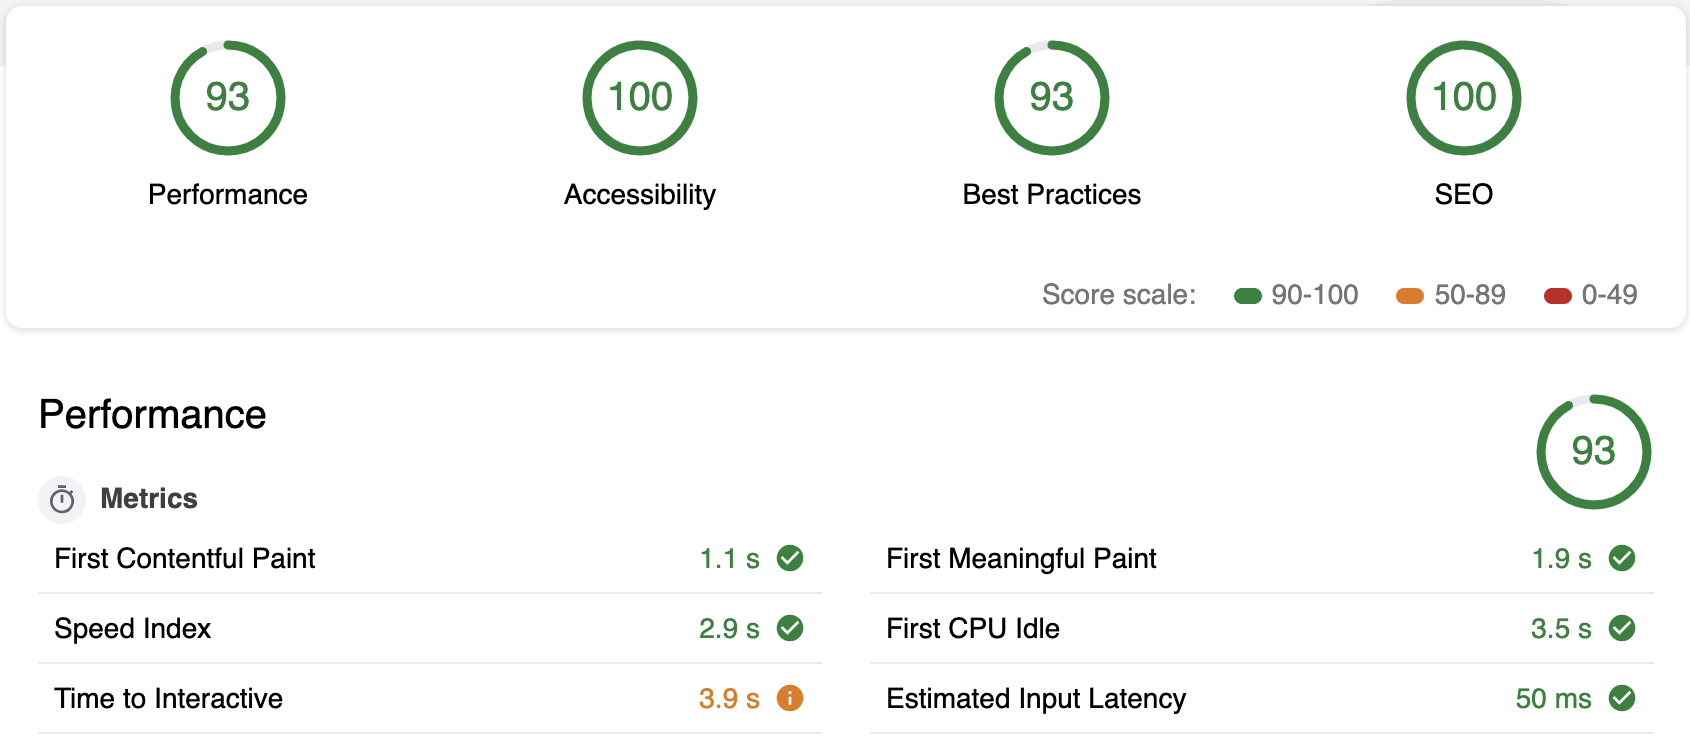 93
100
93
100
Performance
Accessibility
Best Practices
SEO
Score scale: 90-100 50-89 0-49
Performance
93
Metrics
First Contentful Paint 1.1 s
First Meaningful Paint 1.9 s
Speed Index 2.9 s
First CPU Idle 3.5 s
Time to Interactive 3.9 s
Estimated Input Latency 50 ms